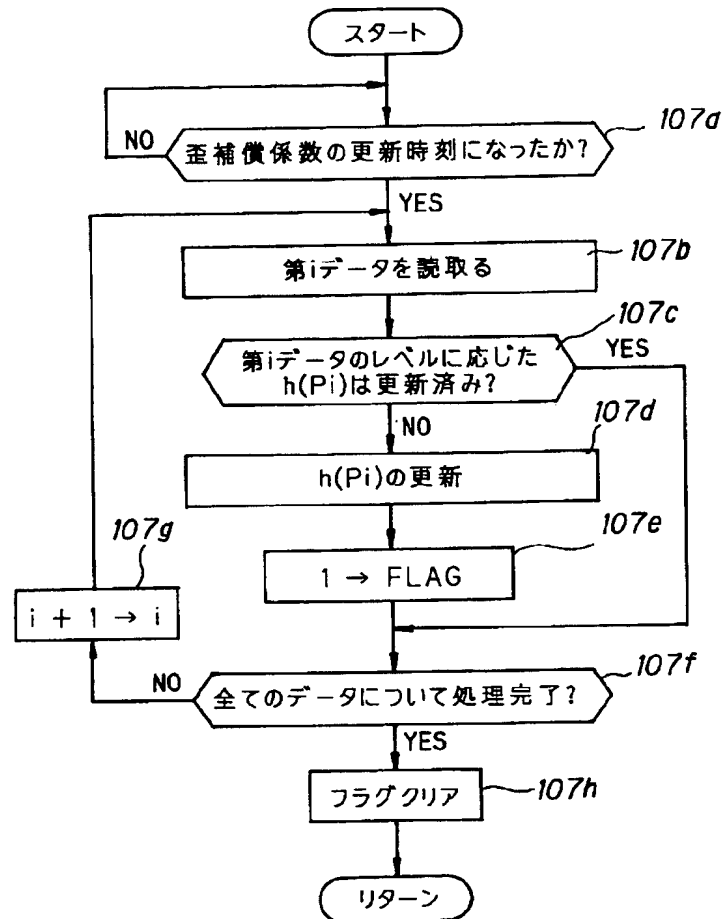 スタート
107a
NO
歪補償係数の更新時刻になったか?
YES
107b
第iデータを読取る
107c
第iデータのレベルに応じた
h(Pi)は更新済み?
YES
NO
107d
h(Pi)の更新
107e
107g
1 → FLAG
i + 1 → i
NO
107f
全てのデータについて処理完了?
YES
フラグクリア
107h
リターン